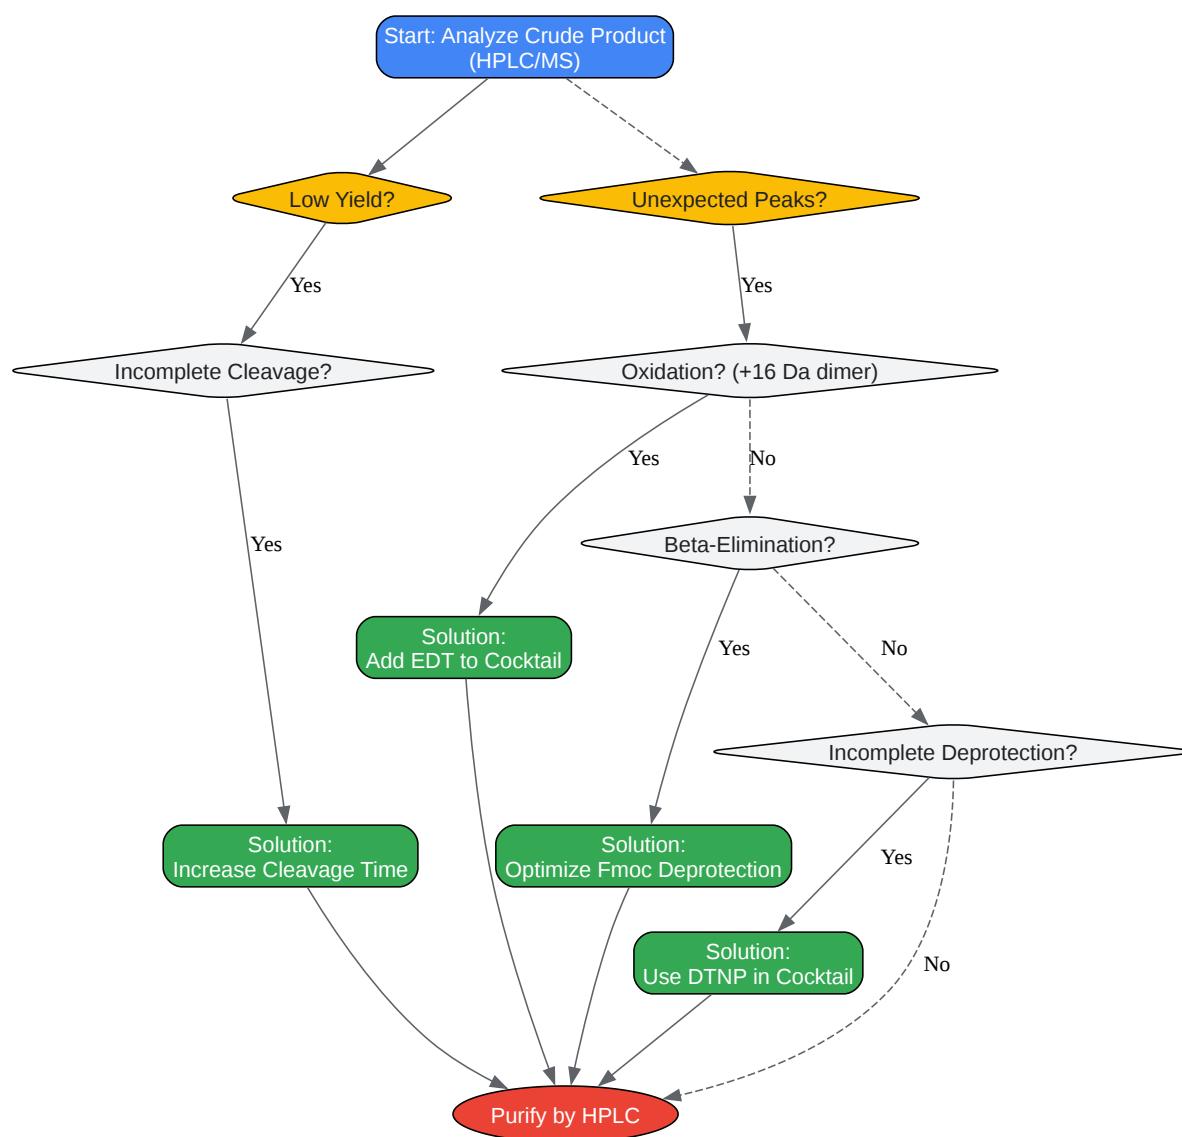 Start: Analyze Crude Product
(HPLC/MS)
Low Yield?
Unexpected Peaks?
Yes
Yes
Incomplete Cleavage?
Oxidation? (+16 Da dimer)
Yes
No
Yes
Beta-Elimination?
Solution:
Add EDT to Cocktail
Yes
No
Incomplete Deprotection?
Solution:
Increase Cleavage Time
Solution:
Optimize Fmoc Deprotection
Yes
Solution:
Use DTNP in Cocktail
No
Purify by HPLC